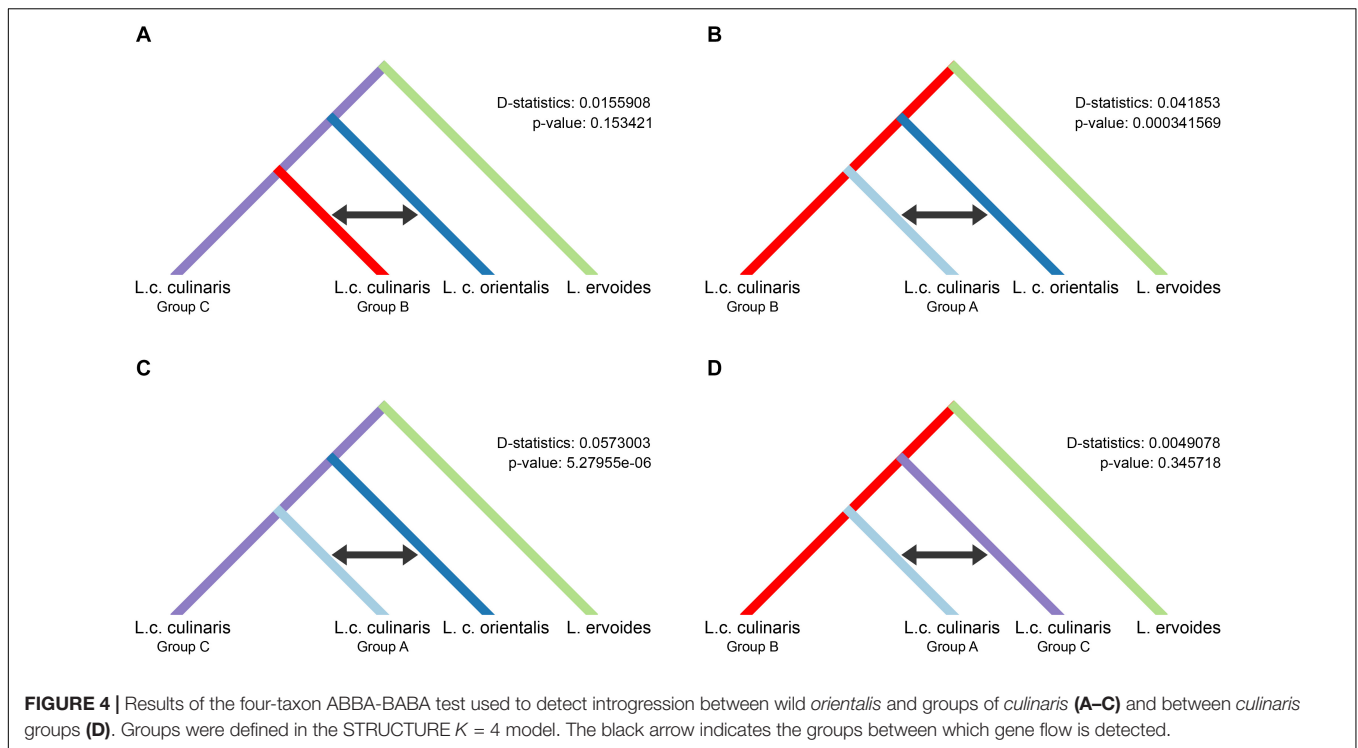 A
D-statistics: 0.0155908
p-value: 0.153421
L.c. culinaris
Group C
L.c. culinaris
Group B
L. c. orientalis
L. ervoides
B
D-statistics: 0.041853
p-value: 0.000341569
L.c. culinaris
Group B
L.c. culinaris
Group A
L. c. orientalis
L. ervoides
C
D-statistics: 0.0573003
p-value: 5.27955e-06
L.c. culinaris
Group C
L.c. culinaris
Group A
L. c. orientalis
L. ervoides
D
D-statistics: 0.0049078
p-value: 0.345718
L.c. culinaris
Group B
L.c. culinaris
Group A
L.c. culinaris
Group C
L. ervoides
FIGURE 4 | Results of the four-taxon ABBA-BABA test used to detect introgression between wild orientalis and groups of culinaris (A–C) and between culinaris
groups (D). Groups were defined in the STRUCTURE K = 4 model. The black arrow indicates the groups between which gene flow is detected.